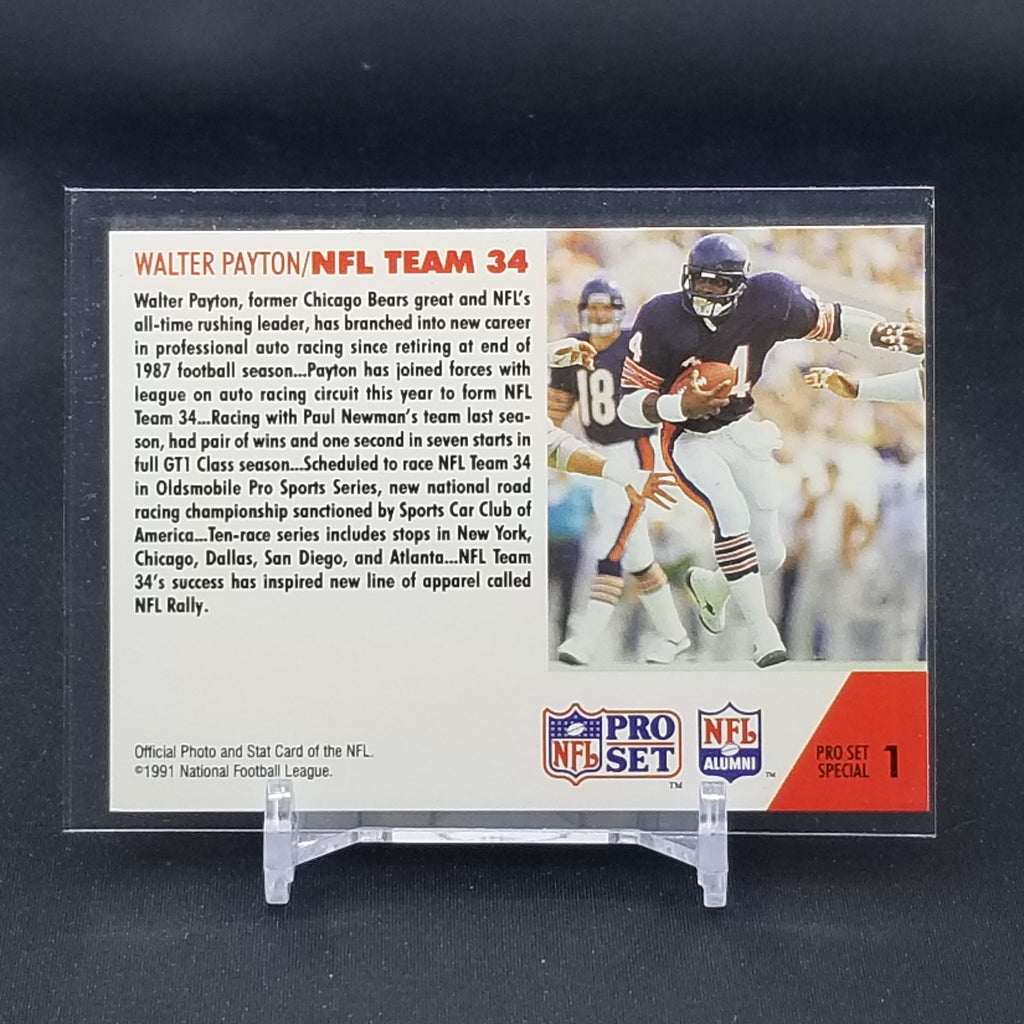 WALTER PAYTON/NFL TEAM 34
Walter Payton, former Chicago Bears great and NFL's
all-time rushing leader, has branched into new career
in professional auto racing since retiring at end of
1987 football season...Payton has joined forces with
league on auto racing circuit this year to form NFL
Team 34...Racing with Paul Newman's team last sea-
son, had pair of wins and one second in seven starts in
full GT1 Class season...Scheduled to race NFL Team 34
in Oldsmobile Pro Sports Series, new national road
racing championship sanctioned by Sports Car Club of
America...Ten-race series includes stops in New York,
Chicago, Dallas, San Diego, and Atlanta...NFL Team
34's success has inspired new line of apparel called
NFL Rally.
18
4
4
Official Photo and Stat Card of the NFL.
©1991 National Football League.
NFL PRO SET ™
NFL ALUMNI ™
PRO SET
SPECIAL 1